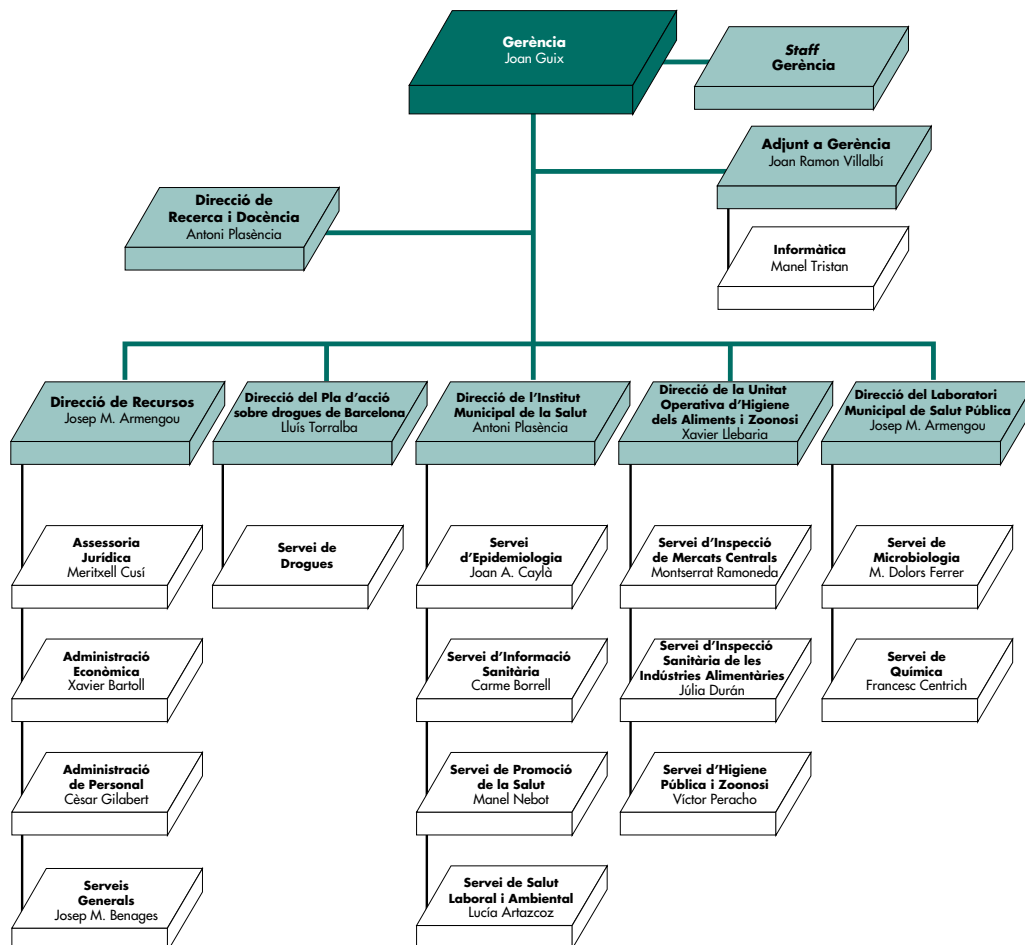 Gerència
Joan Guix
Staff
Gerència
Adjunt a Gerència
Joan Ramon Villalbí
Direcció de
Recerca i Docència
Antoni Plasència
Informàtica
Manel Tristan
Direcció de Recursos
Josep M. Armengou
Direcció del Pla d'acció
sobre drogues de Barcelona
Lluís Torralba
Direcció de l'Institut
Municipal de la Salut
Antoni Plasència
Direcció de la Unitat
Operativa d'Higiene
dels Aliments i Zoonosi
Xavier Llebaria
Direcció del Laboratori
Municipal de Salut Pública
Josep M. Armengou
Assessoria
Jurídica
Meritxell Cusí
Servei de
Drogues
Servei
d'Epidemiologia
Joan A. Caylà
Servei d'Inspecció
de Mercats Centrals
Montserrat Ramoneda
Servei de
Microbiologia
M. Dolors Ferrer
Administració
Econòmica
Xavier Bartoll
Servei d'Informació
Sanitària
Carme Borrell
Servei d'Inspecció
Sanitària de les
Indústries Alimentàries
Júlia Durán
Servei de
Química
Francesc Centrich
Administració
de Personal
Cèsar Gilabert
Servei de Promoció
de la Salut
Manel Nebot
Servei d'Higiene
Pública i Zoonosi
Víctor Peracho
Serveis
Generals
Josep M. Benages
Servei de Salut
Laboral i Ambiental
Lucía Artazcoz